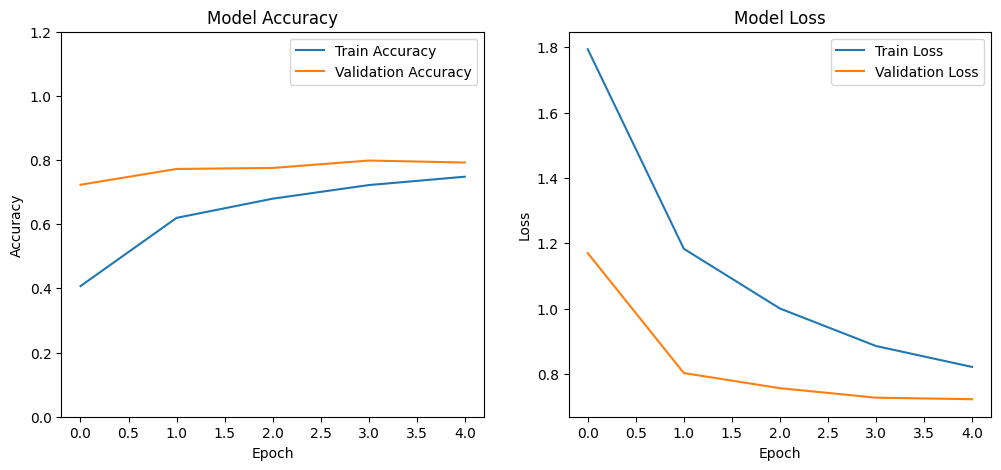 Model Accuracy
Train Accuracy
Validation Accuracy
Accuracy
1.2
1.0
0.8
0.6
0.4
0.2
0.0
0.0 0.5 1.0 1.5 2.0 2.5 3.0 3.5 4.0
Epoch
Model Loss
Train Loss
Validation Loss
Loss
1.8
1.6
1.4
1.2
1.0
0.8
0.0 0.5 1.0 1.5 2.0 2.5 3.0 3.5 4.0
Epoch